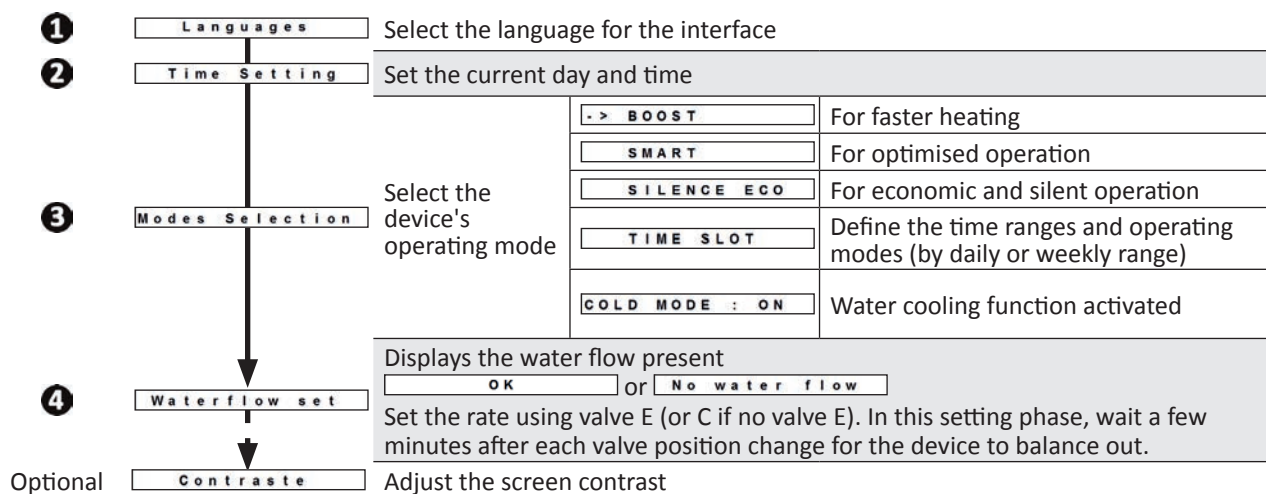 1 Languages Select the language for the interface
2 Time Setting Set the current day and time
3 Modes Selection
Select the
device's
operating mode
-> BOOST For faster heating
SMART For optimised operation
SILENCE ECO For economic and silent operation
TIME SLOT Define the time ranges and operating
modes (by daily or weekly range)
COLD MODE : ON Water cooling function activated
4 Waterflow set
Displays the water flow present
OK or No water flow
Set the rate using valve E (or C if no valve E). In this setting phase, wait a few
minutes after each valve position change for the device to balance out.
Optional Contraste Adjust the screen contrast